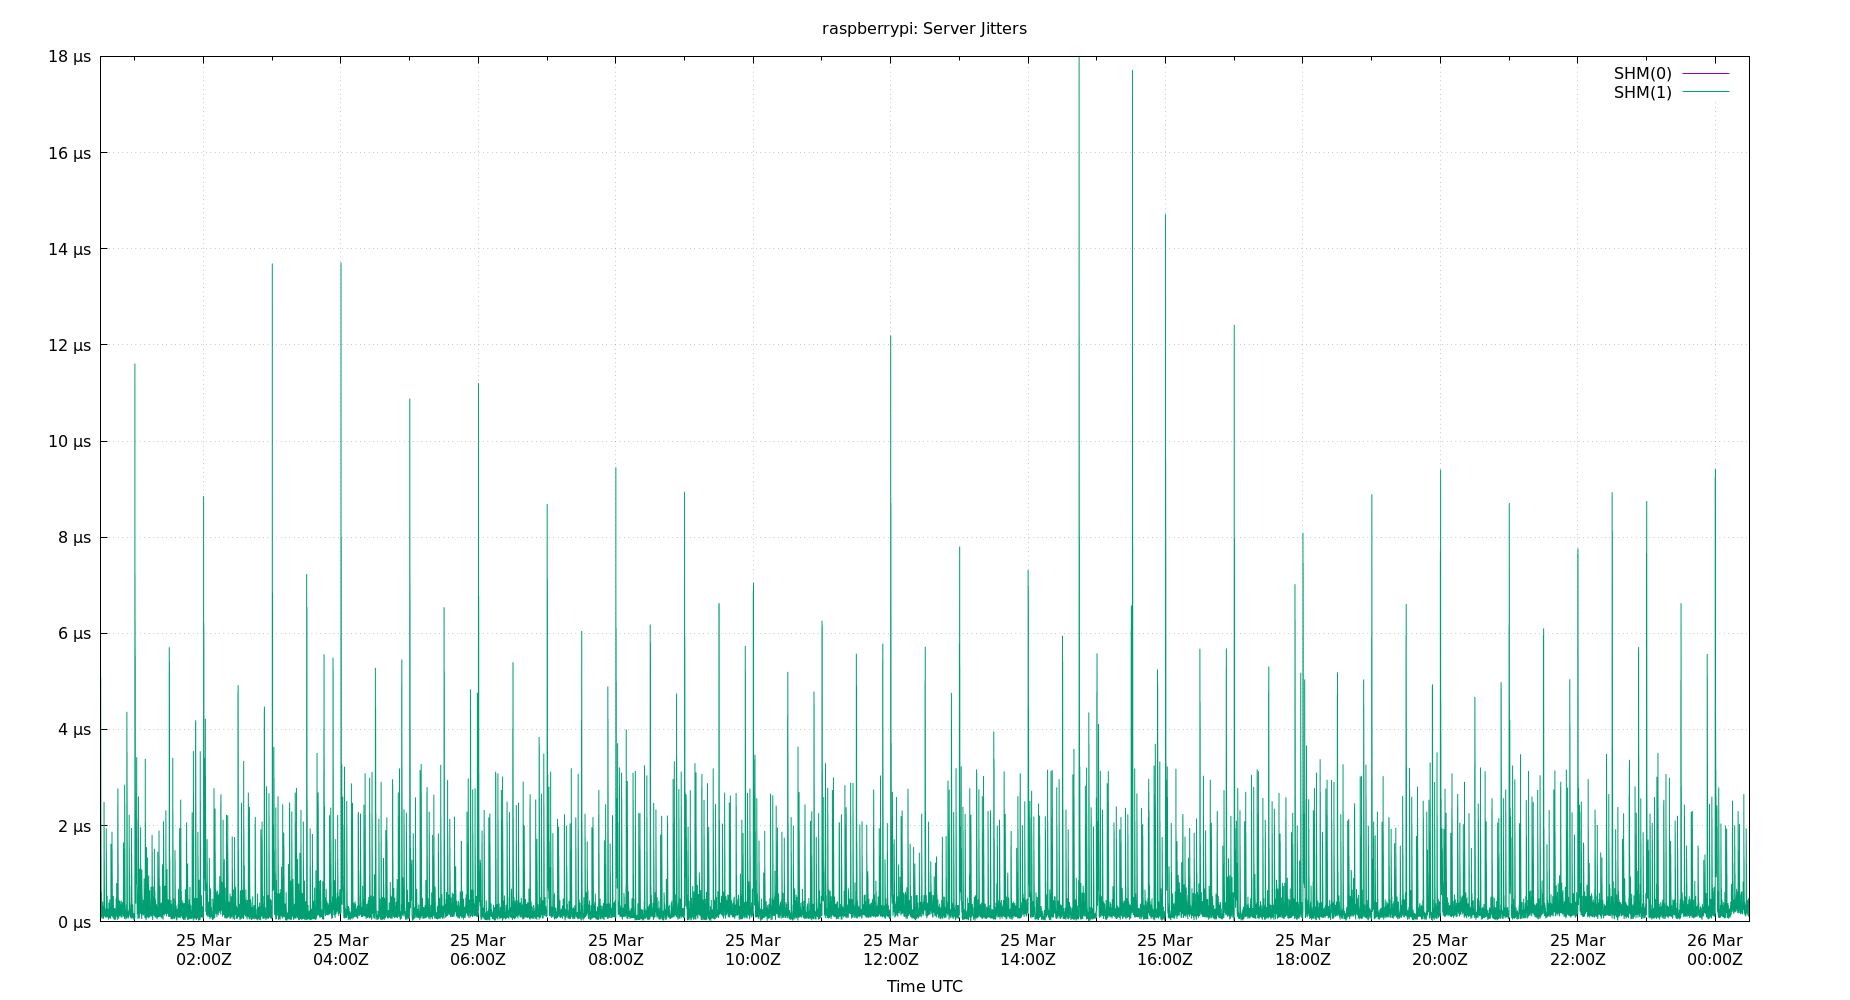 raspberrypi: Server Jitters
SHM(0)
SHM(1)
18 µs
16 µs
14 µs
12 µs
10 µs
8 µs
6 µs
4 µs
2 µs
0 µs
25 Mar 25 Mar 25 Mar 25 Mar 25 Mar 25 Mar 25 Mar 25 Mar 25 Mar 25 Mar 25 Mar 26 Mar
02:00Z 04:00Z 06:00Z 08:00Z 10:00Z 12:00Z 14:00Z 16:00Z 18:00Z 20:00Z 22:00Z 00:00Z
Time UTC